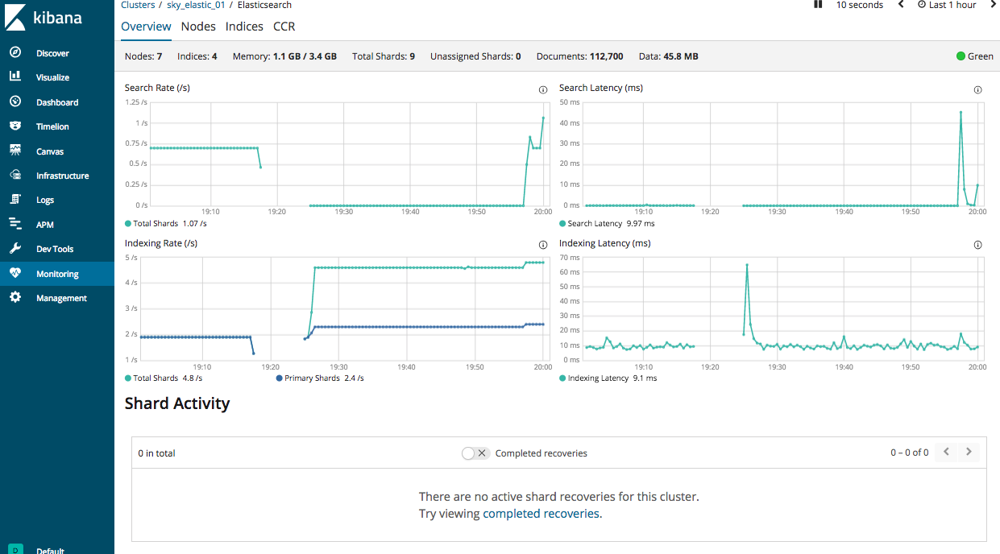 kibana
Clusters / sky_elastic_01 / Elasticsearch
10 seconds
Last 1 hour
Overview Nodes Indices CCR
Nodes: 7 Indices: 4 Memory: 1.1 GB / 3.4 GB Total Shards: 9 Unassigned Shards: 0 Documents: 112,700 Data: 45.8 MB Green
Discover
Visualize
Dashboard
Timelion
Canvas
Infrastructure
Logs
APM
Dev Tools
Monitoring
Management
D Default
Search Rate (/s)
1.25 /s
1 /s
0.75 /s
0.5 /s
0.25 /s
0 /s
19:10 19:20 19:30 19:40 19:50 20:00
Total Shards 1.07 /s
Search Latency (ms)
50 ms
40 ms
30 ms
20 ms
10 ms
0 ms
19:10 19:20 19:30 19:40 19:50 20:00
Search Latency 9.97 ms
Indexing Rate (/s)
5 /s
4 /s
3 /s
2 /s
1 /s
19:10 19:20 19:30 19:40 19:50 20:00
Total Shards 4.8 /s Primary Shards 2.4 /s
Indexing Latency (ms)
70 ms
60 ms
50 ms
40 ms
30 ms
20 ms
10 ms
0 ms
19:10 19:20 19:30 19:40 19:50 20:00
Indexing Latency 9.1 ms
Shard Activity
0 in total
Completed recoveries
0 – 0 of 0
There are no active shard recoveries for this cluster.
Try viewing completed recoveries.